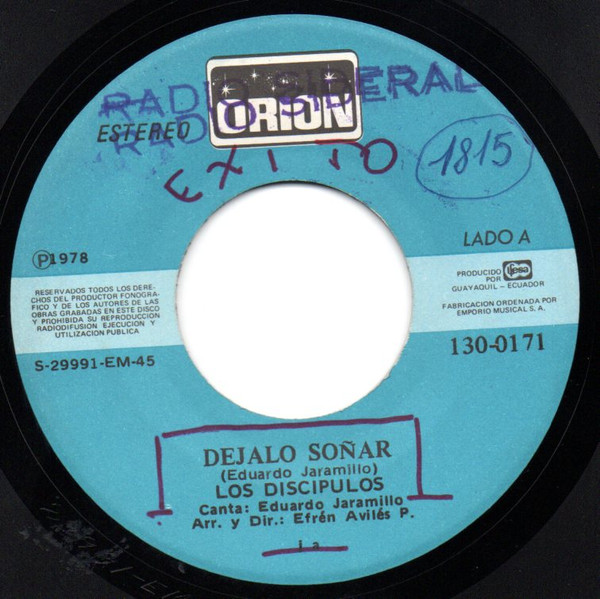 RADIO SIDERAL
RADIO SIDERAL
ESTEREO
ORION
EXITO
1815
℗1978
LADO A
RESERVADOS TODOS LOS DERE-
CHOS DEL PRODUCTOR FONOGRA-
FICO Y DE LOS AUTORES DE LAS
OBRAS GRABADAS EN ESTE DISCO
Y PROHIBIDA SU REPRODUCCION
RADIODIFUSION EJECUCION Y
UTILIZACION PUBLICA
PRODUCIDO
POR ifesa
GUAYAQUIL - ECUADOR
FABRICACION ORDENADA POR
EMPORIO MUSICAL S. A.
S-29991-EM-45
130-0171
DEJALO SOÑAR
(Eduardo Jaramillo)
LOS DISCIPULOS
Canta: Eduardo Jaramillo
Arr. y Dir.: Efrén Avilés P.